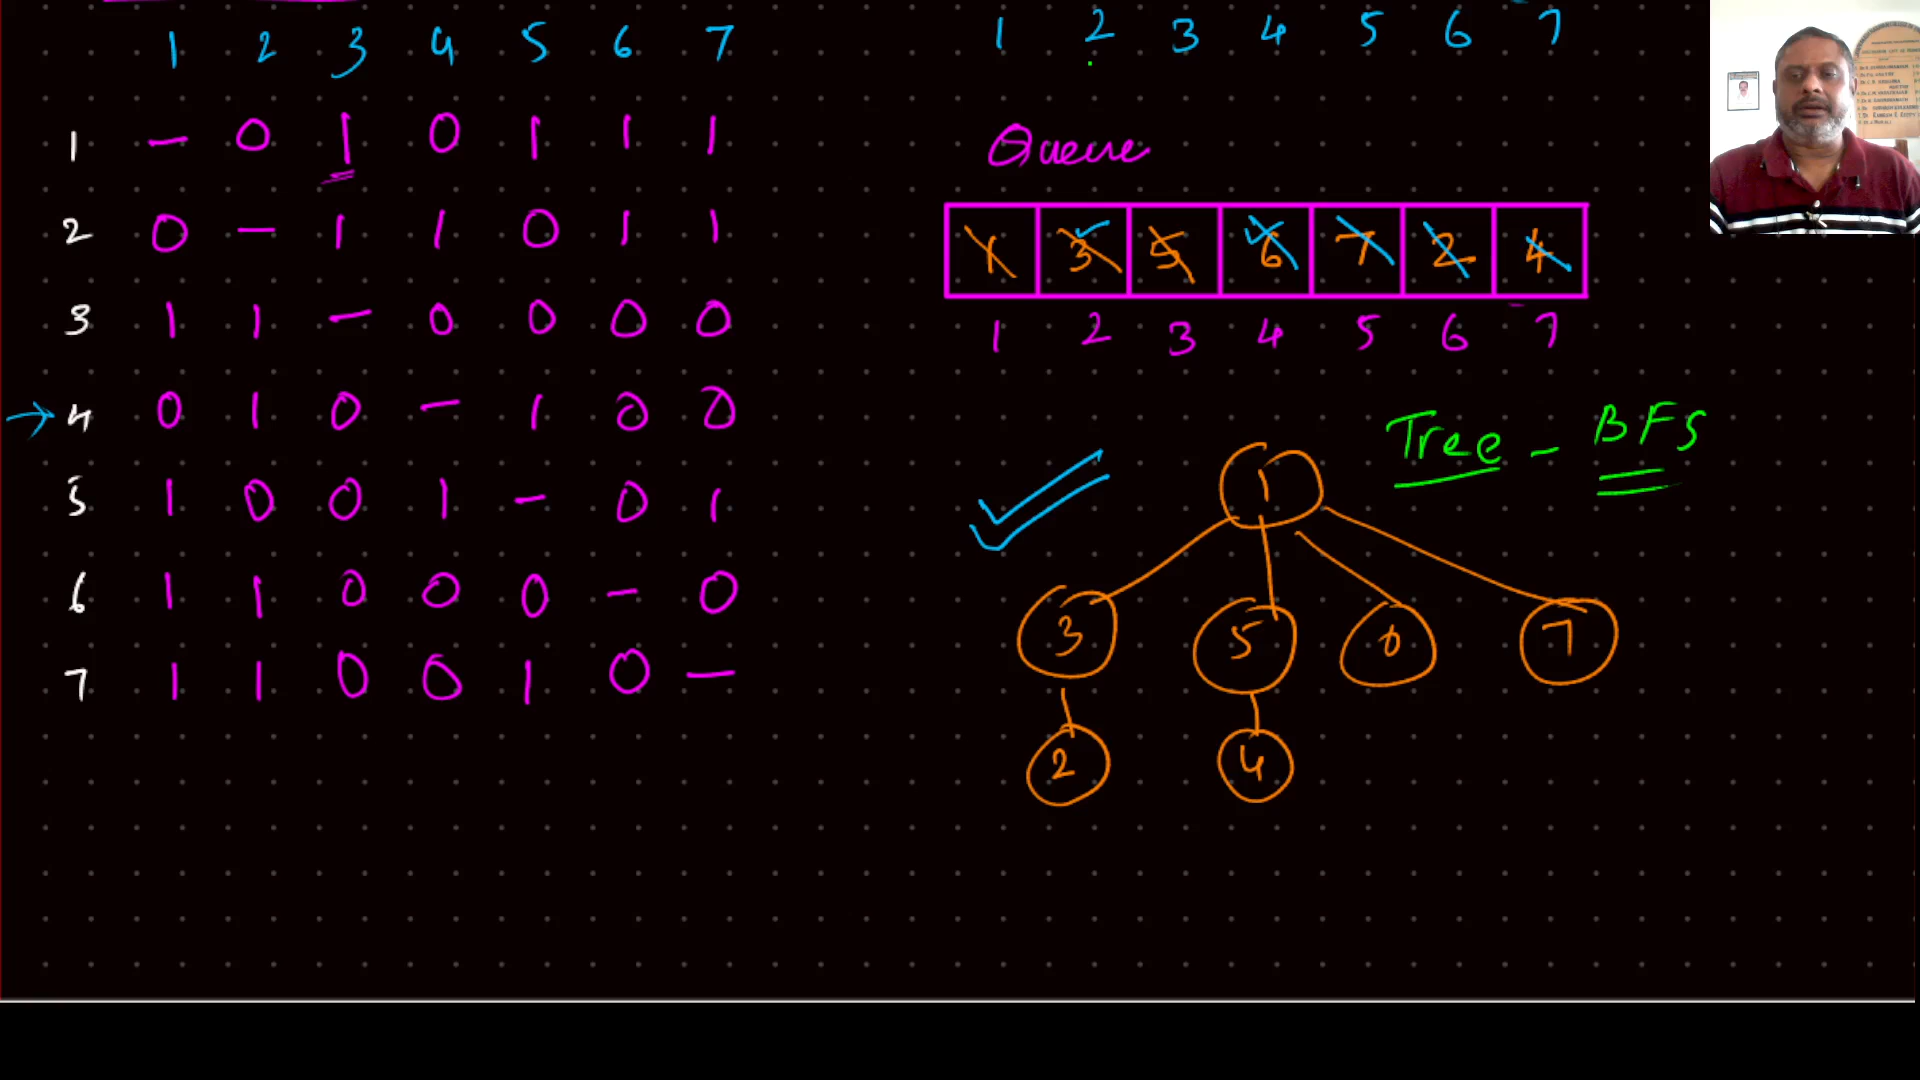 1 2 3 4 5 6 7
1 - 0 1 0 1 1 1
2 0 - 1 1 0 1 1
3 1 1 - 0 0 0 0
4 0 1 0 - 1 0 0
5 1 0 0 1 - 0 1
6 1 1 0 0 0 - 0
7 1 1 0 0 1 0 -
1 2 3 4 5 6 7
Queue
1 3 5 6 7 2 4
1 2 3 4 5 6 7
Tree - BFS
1
3 5 6 7
2 4